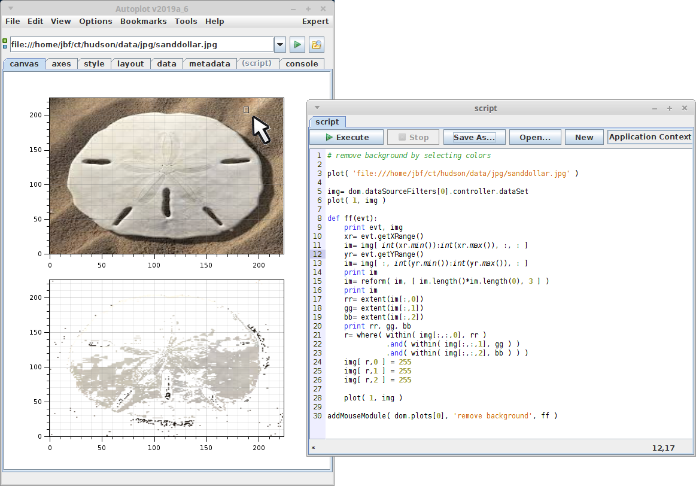 Autoplot v2019a_6
File Edit View Options Bookmarks Tools Help Expert
file:///home/jbf/ct/hudson/data/jpg/sanddollar.jpg
canvas axes style layout data metadata (script) console
200
150
100
50
0
0 50 100 150 200
200
150
100
50
0
0 50 100 150 200
script
script
Execute Stop Save As... Open... New Application Context
1 # remove background by selecting colors
2
3 plot( 'file:///home/jbf/ct/hudson/data/jpg/sanddollar.jpg' )
4
5 img= dom.dataSourceFilters[0].controller.dataSet
6 plot( 1, img )
7
8 def ff(evt):
9 print evt, img
10 xr= evt.getXRange()
11 im= img[ int(xr.min()):int(xr.max()), :, : ]
12 yr= evt.getYRange()
13 im= img[ :, int(yr.min()):int(yr.max()), : ]
14 print im
15 im= reform( im, [ im.length()*im.length(0), 3 ] )
16 print im
17 rr= extent(im[:,0])
18 gg= extent(im[:,1])
19 bb= extent(im[:,2])
20 print rr, gg, bb
21 r= where( within( img[:,:,0], rr )
22 .and( within( img[:,:,1], gg ) )
23 .and( within( img[:,:,2], bb ) ) )
24 img[ r,0 ] = 255
25 img[ r,1 ] = 255
26 img[ r,2 ] = 255
27
28 plot( 1, img )
29
30 addMouseModule( dom.plots[0], 'remove background', ff )
12,17